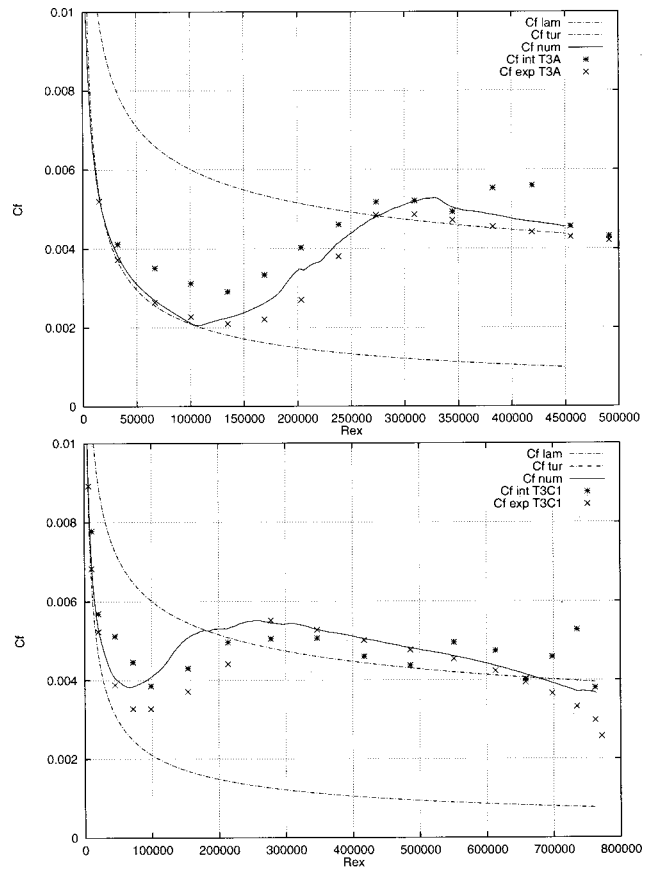 0.01
0.008
0.006
0.004
0.002
0
Cf
Cf lam
Cf tur
Cf num
Cf int T3A
Cf exp T3A
0 50000 100000 150000 200000 250000 300000 350000 400000 450000 500000
Rex
0.01
0.008
0.006
0.004
0.002
0
Cf
Cf lam
Cf tur
Cf num
Cf int T3C1
Cf exp T3C1
0 100000 200000 300000 400000 500000 600000 700000 800000
Rex